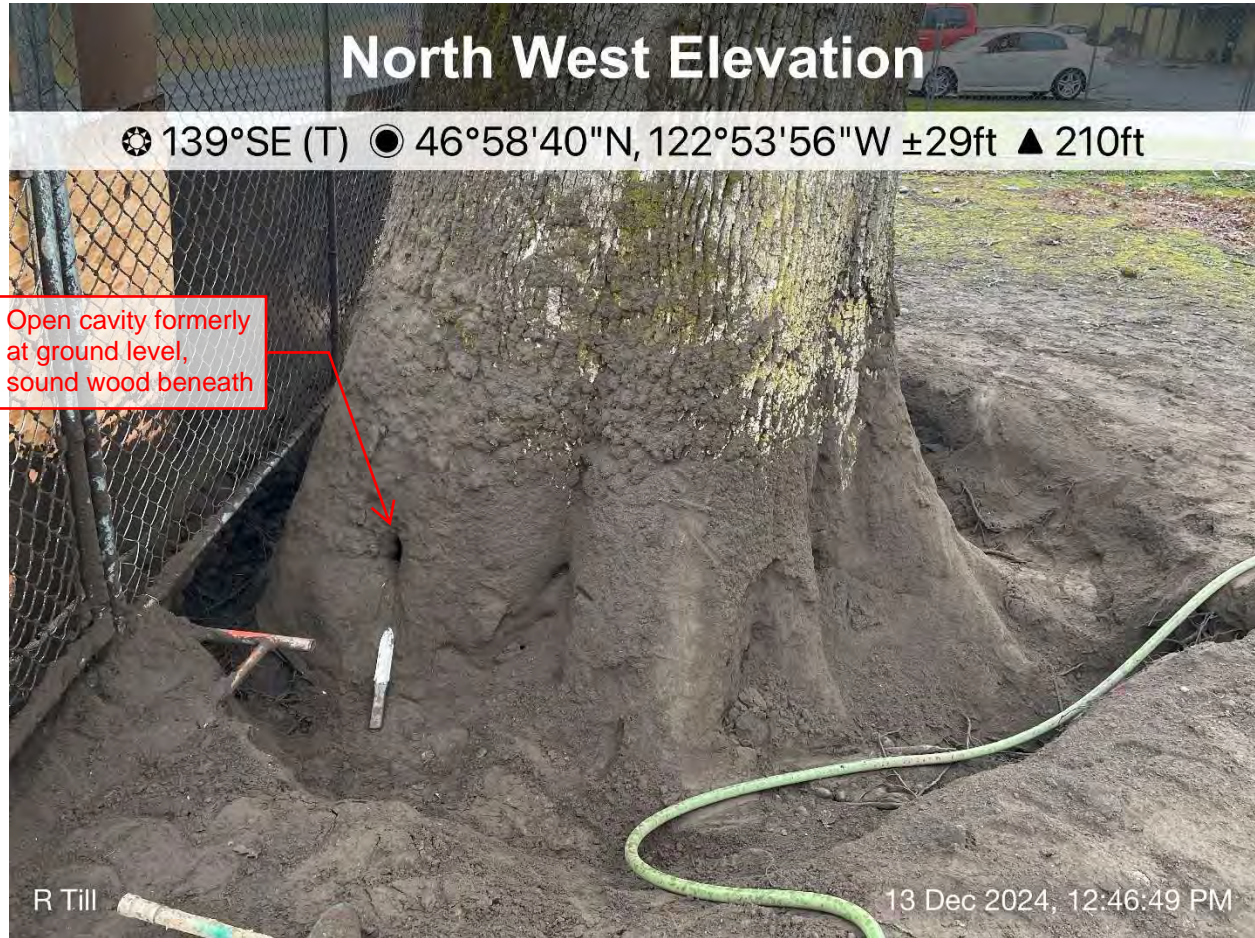 North West Elevation
139°SE (T) 46°58'40"N, 122°53'56"W ±29ft ▲ 210ft
Open cavity formerly
at ground level,
sound wood beneath
R Till
13 Dec 2024, 12:46:49 PM